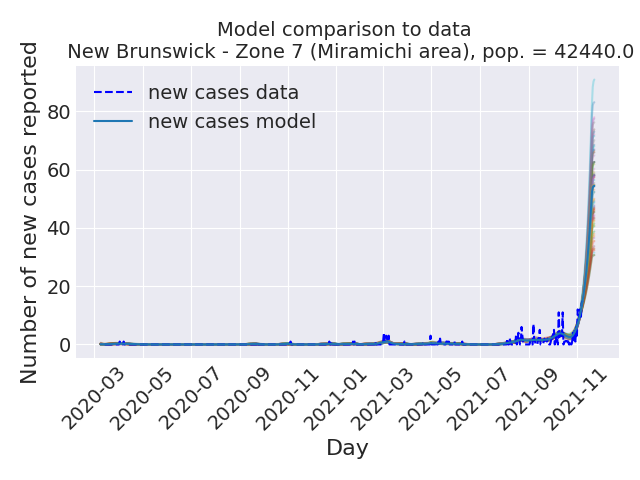 Model comparison to data
New Brunswick - Zone 7 (Miramichi area), pop. = 42440.0
Number of new cases reported
80
60
40
20
0
new cases data
new cases model
2020-03
2020-05
2020-07
2020-09
2020-11
2021-01
2021-03
2021-05
2021-07
2021-09
2021-11
Day